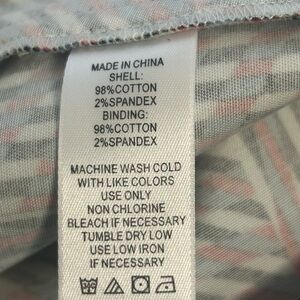 MADE IN CHINA
SHELL:
98%COTTON
2%SPANDEX
BINDING:
98%COTTON
2%SPANDEX
MACHINE WASH COLD
WITH LIKE COLORS
USE ONLY
NON CHLORINE
BLEACH IF NECESSARY
TUMBLE DRY LOW
USE LOW IRON
IF NECESSARY